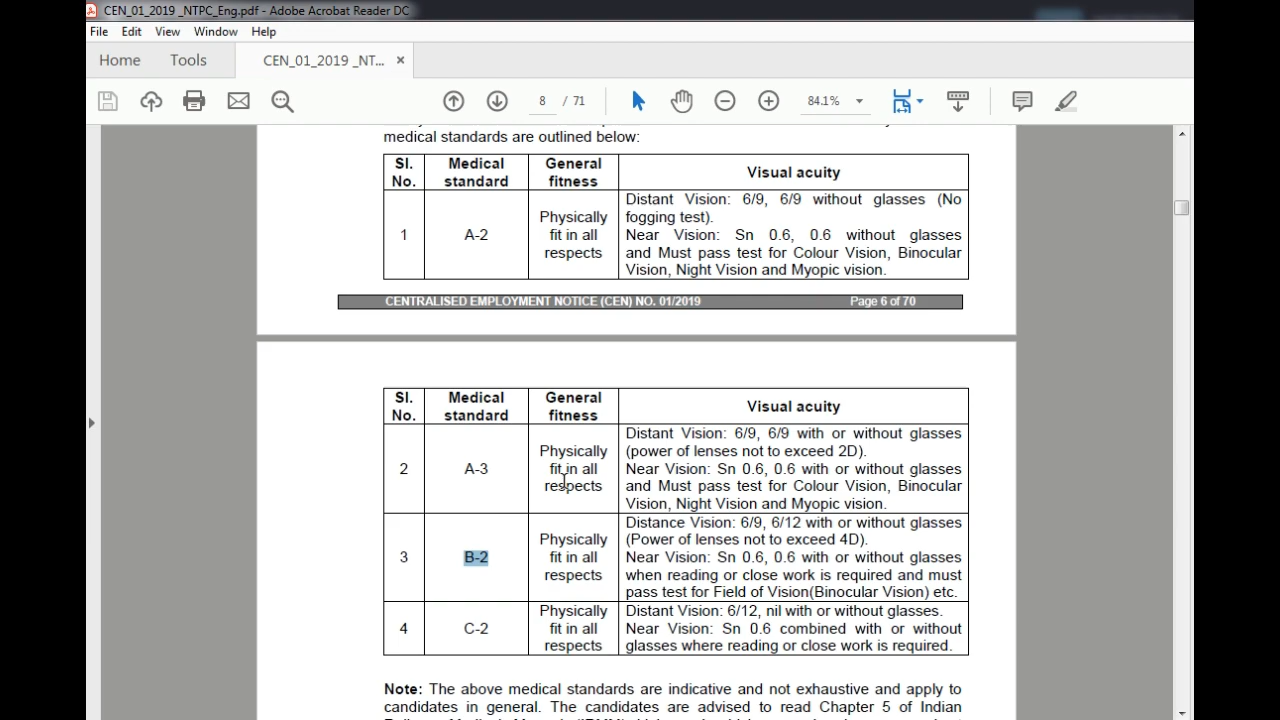 CEN_01_2019 _NTPC_Eng.pdf - Adobe Acrobat Reader DC
File Edit View Window Help
Home Tools CEN_01_2019 _NT... ×
8 / 71 84.1%
medical standards are outlined below:
Sl. No. Medical standard General fitness Visual acuity
1 A-2 Physically fit in all respects
Distant Vision: 6/9, 6/9 without glasses (No
fogging test).
Near Vision: Sn 0.6, 0.6 without glasses
and Must pass test for Colour Vision, Binocular
Vision, Night Vision and Myopic vision.
CENTRALISED EMPLOYMENT NOTICE (CEN) NO. 01/2019 Page 6 of 70
Sl. No. Medical standard General fitness Visual acuity
2 A-3 Physically fit in all respects
Distant Vision: 6/9, 6/9 with or without glasses
(power of lenses not to exceed 2D).
Near Vision: Sn 0.6, 0.6 with or without glasses
and Must pass test for Colour Vision, Binocular
Vision, Night Vision and Myopic vision.
3 B-2 Physically fit in all respects
Distance Vision: 6/9, 6/12 with or without glasses
(Power of lenses not to exceed 4D).
Near Vision: Sn 0.6, 0.6 with or without glasses
when reading or close work is required and must
pass test for Field of Vision(Binocular Vision) etc.
4 C-2 Physically fit in all respects
Distant Vision: 6/12, nil with or without glasses.
Near Vision: Sn 0.6 combined with or without
glasses where reading or close work is required.
Note: The above medical standards are indicative and not exhaustive and apply to
candidates in general. The candidates are advised to read Chapter 5 of Indian